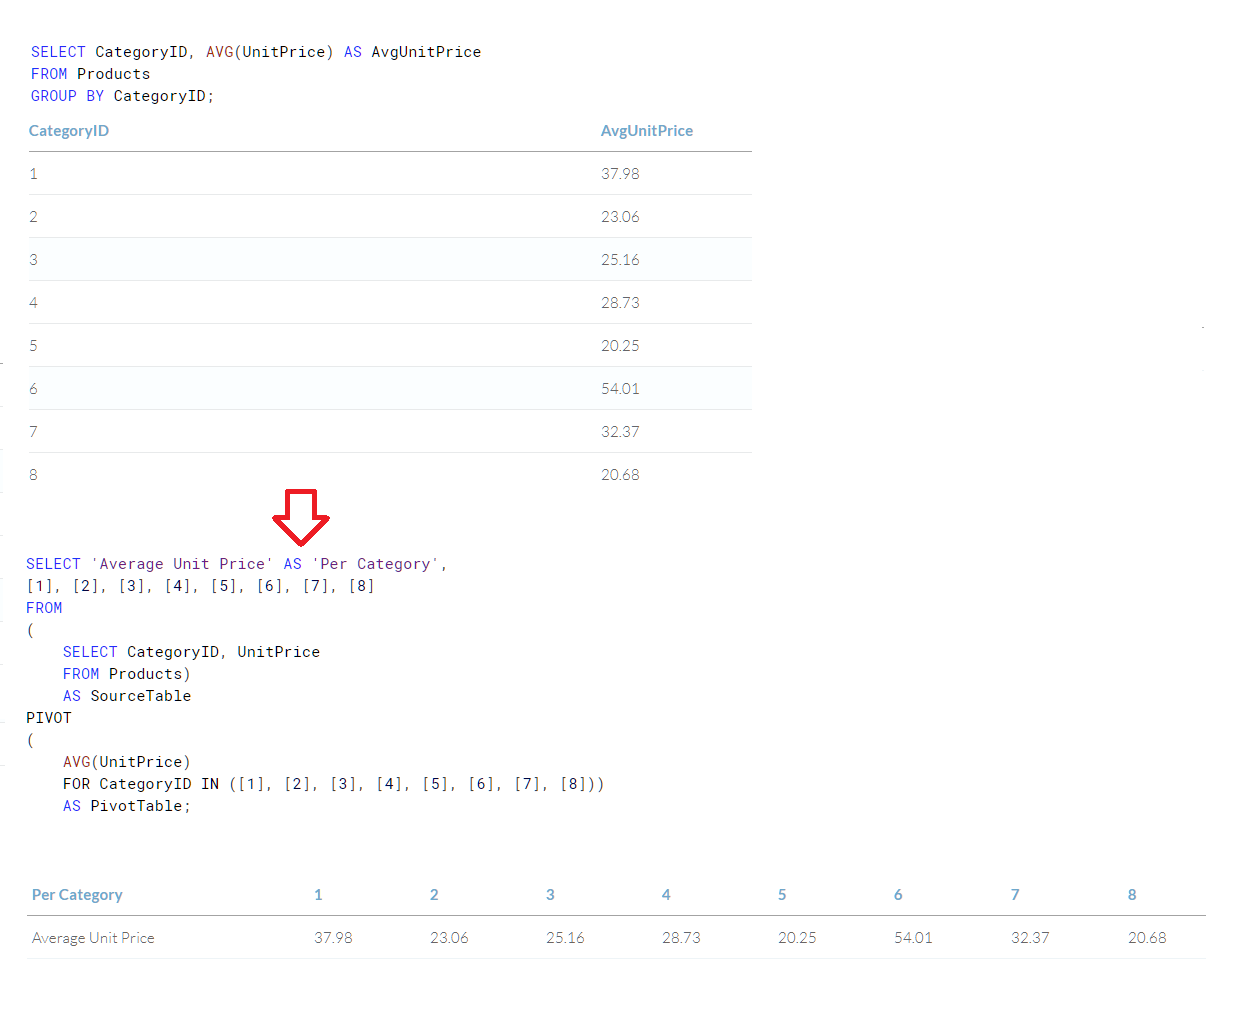 SELECT CategoryID, AVG(UnitPrice) AS AvgUnitPrice
FROM Products
GROUP BY CategoryID;
CategoryID AvgUnitPrice
1 37.98
2 23.06
3 25.16
4 28.73
5 20.25
6 54.01
7 32.37
8 20.68
SELECT 'Average Unit Price' AS 'Per Category',
[1], [2], [3], [4], [5], [6], [7], [8]
FROM
(
SELECT CategoryID, UnitPrice
FROM Products)
AS SourceTable
PIVOT
(
AVG(UnitPrice)
FOR CategoryID IN ([1], [2], [3], [4], [5], [6], [7], [8]))
AS PivotTable;
Per Category 1 2 3 4 5 6 7 8
Average Unit Price 37.98 23.06 25.16 28.73 20.25 54.01 32.37 20.68